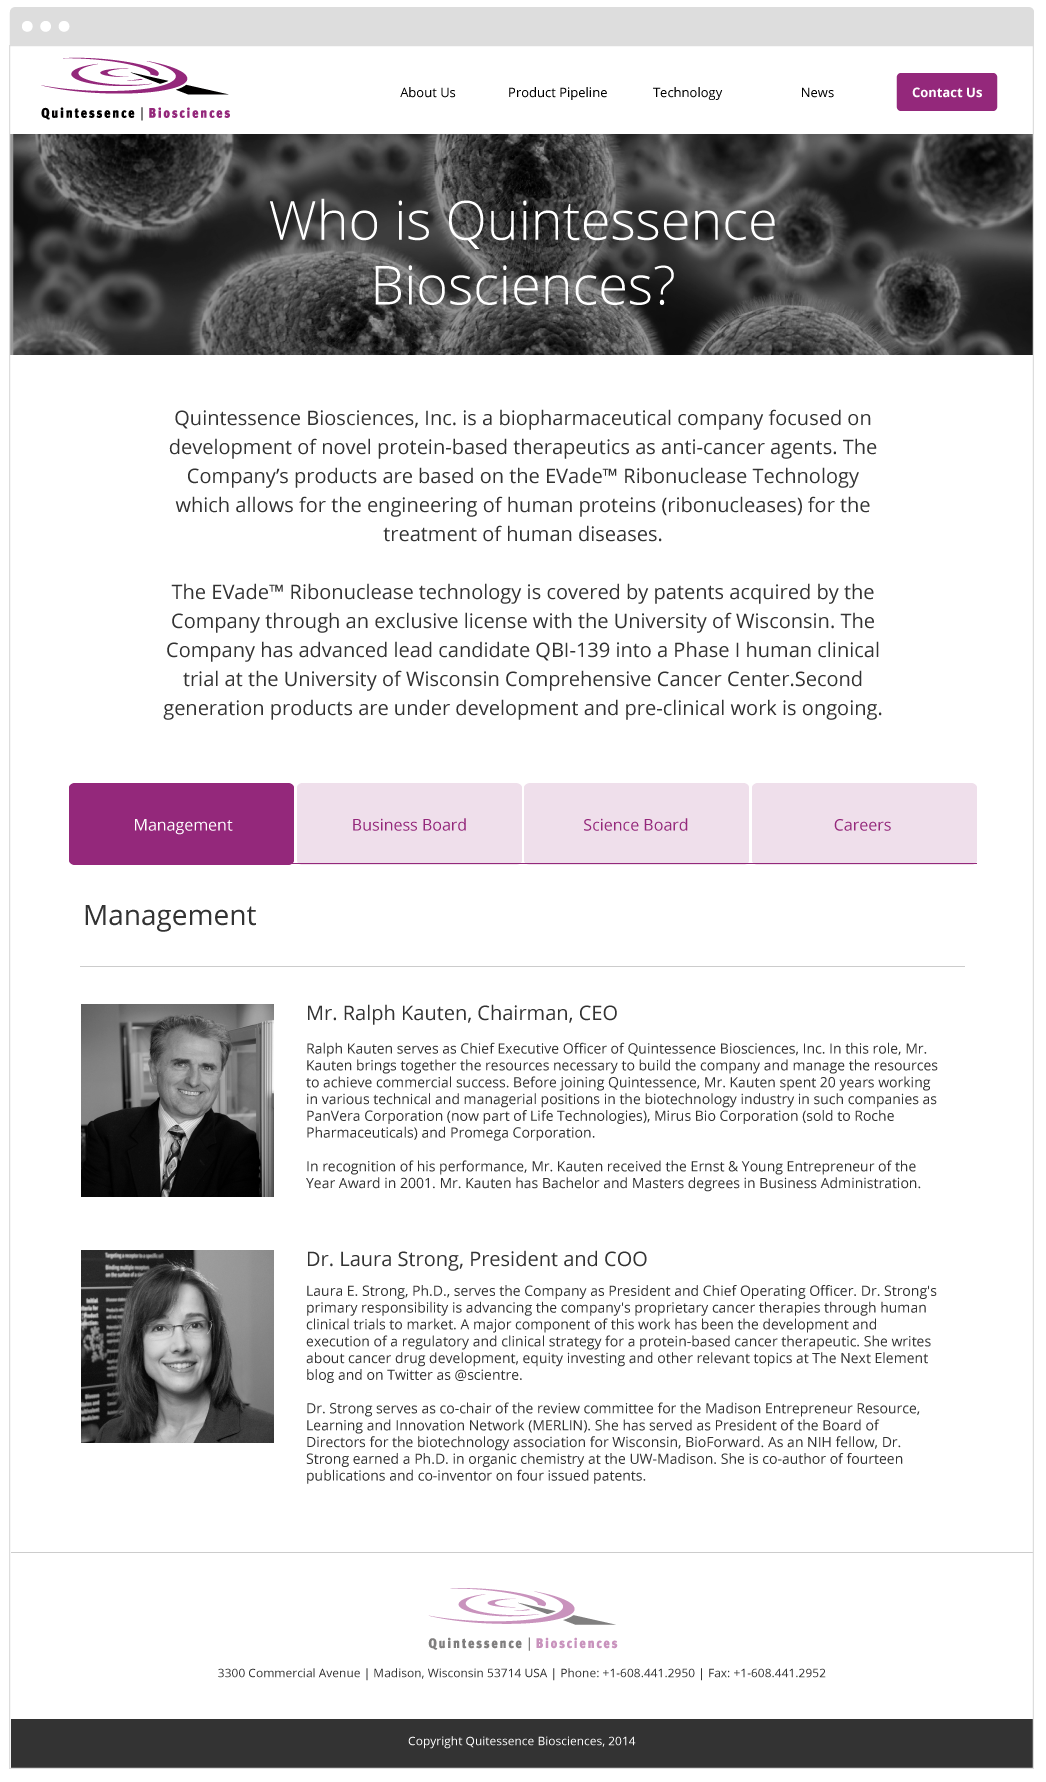 Quintessence | Biosciences
About Us
Product Pipeline
Technology
News
Contact Us
Who is Quintessence
Biosciences?
Quintessence Biosciences, Inc. is a biopharmaceutical company focused on
development of novel protein-based therapeutics as anti-cancer agents. The
Company’s products are based on the EVade™ Ribonuclease Technology
which allows for the engineering of human proteins (ribonucleases) for the
treatment of human diseases.
The EVade™ Ribonuclease technology is covered by patents acquired by the
Company through an exclusive license with the University of Wisconsin. The
Company has advanced lead candidate QBI-139 into a Phase I human clinical
trial at the University of Wisconsin Comprehensive Cancer Center.Second
generation products are under development and pre-clinical work is ongoing.
Management
Business Board
Science Board
Careers
Management
Mr. Ralph Kauten, Chairman, CEO
Ralph Kauten serves as Chief Executive Officer of Quintessence Biosciences, Inc. In this role, Mr.
Kauten brings together the resources necessary to build the company and manage the resources
to achieve commercial success. Before joining Quintessence, Mr. Kauten spent 20 years working
in various technical and managerial positions in the biotechnology industry in such companies as
PanVera Corporation (now part of Life Technologies), Mirus Bio Corporation (sold to Roche
Pharmaceuticals) and Promega Corporation.
In recognition of his performance, Mr. Kauten received the Ernst & Young Entrepreneur of the
Year Award in 2001. Mr. Kauten has Bachelor and Masters degrees in Business Administration.
Targeting a receptor to a specific cell
Binding multiple receptors
on the surface of a
Initial
Dr. Laura Strong, President and COO
Laura E. Strong, Ph.D., serves the Company as President and Chief Operating Officer. Dr. Strong's
primary responsibility is advancing the company's proprietary cancer therapies through human
clinical trials to market. A major component of this work has been the development and
execution of a regulatory and clinical strategy for a protein-based cancer therapeutic. She writes
about cancer drug development, equity investing and other relevant topics at The Next Element
blog and on Twitter as @scientre.
Dr. Strong serves as co-chair of the review committee for the Madison Entrepreneur Resource,
Learning and Innovation Network (MERLIN). She has served as President of the Board of
Directors for the biotechnology association for Wisconsin, BioForward. As an NIH fellow, Dr.
Strong earned a Ph.D. in organic chemistry at the UW-Madison. She is co-author of fourteen
publications and co-inventor on four issued patents.
Quintessence | Biosciences
3300 Commercial Avenue | Madison, Wisconsin 53714 USA | Phone: +1-608.441.2950 | Fax: +1-608.441.2952
Copyright Quitessence Biosciences, 2014